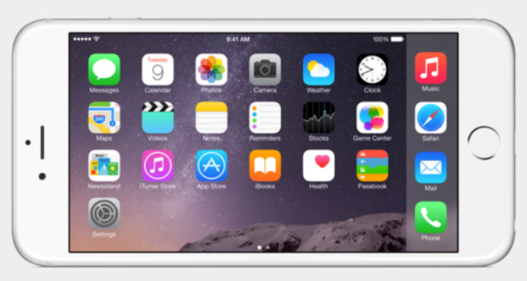 9:41 AM 100%
Tuesday
9
Messages Calendar Photos Camera Weather Clock Music
Maps Videos Notes Reminders Stocks Game Center Safari
Newsstand iTunes Store App Store iBooks Health Passbook Mail
Settings Phone